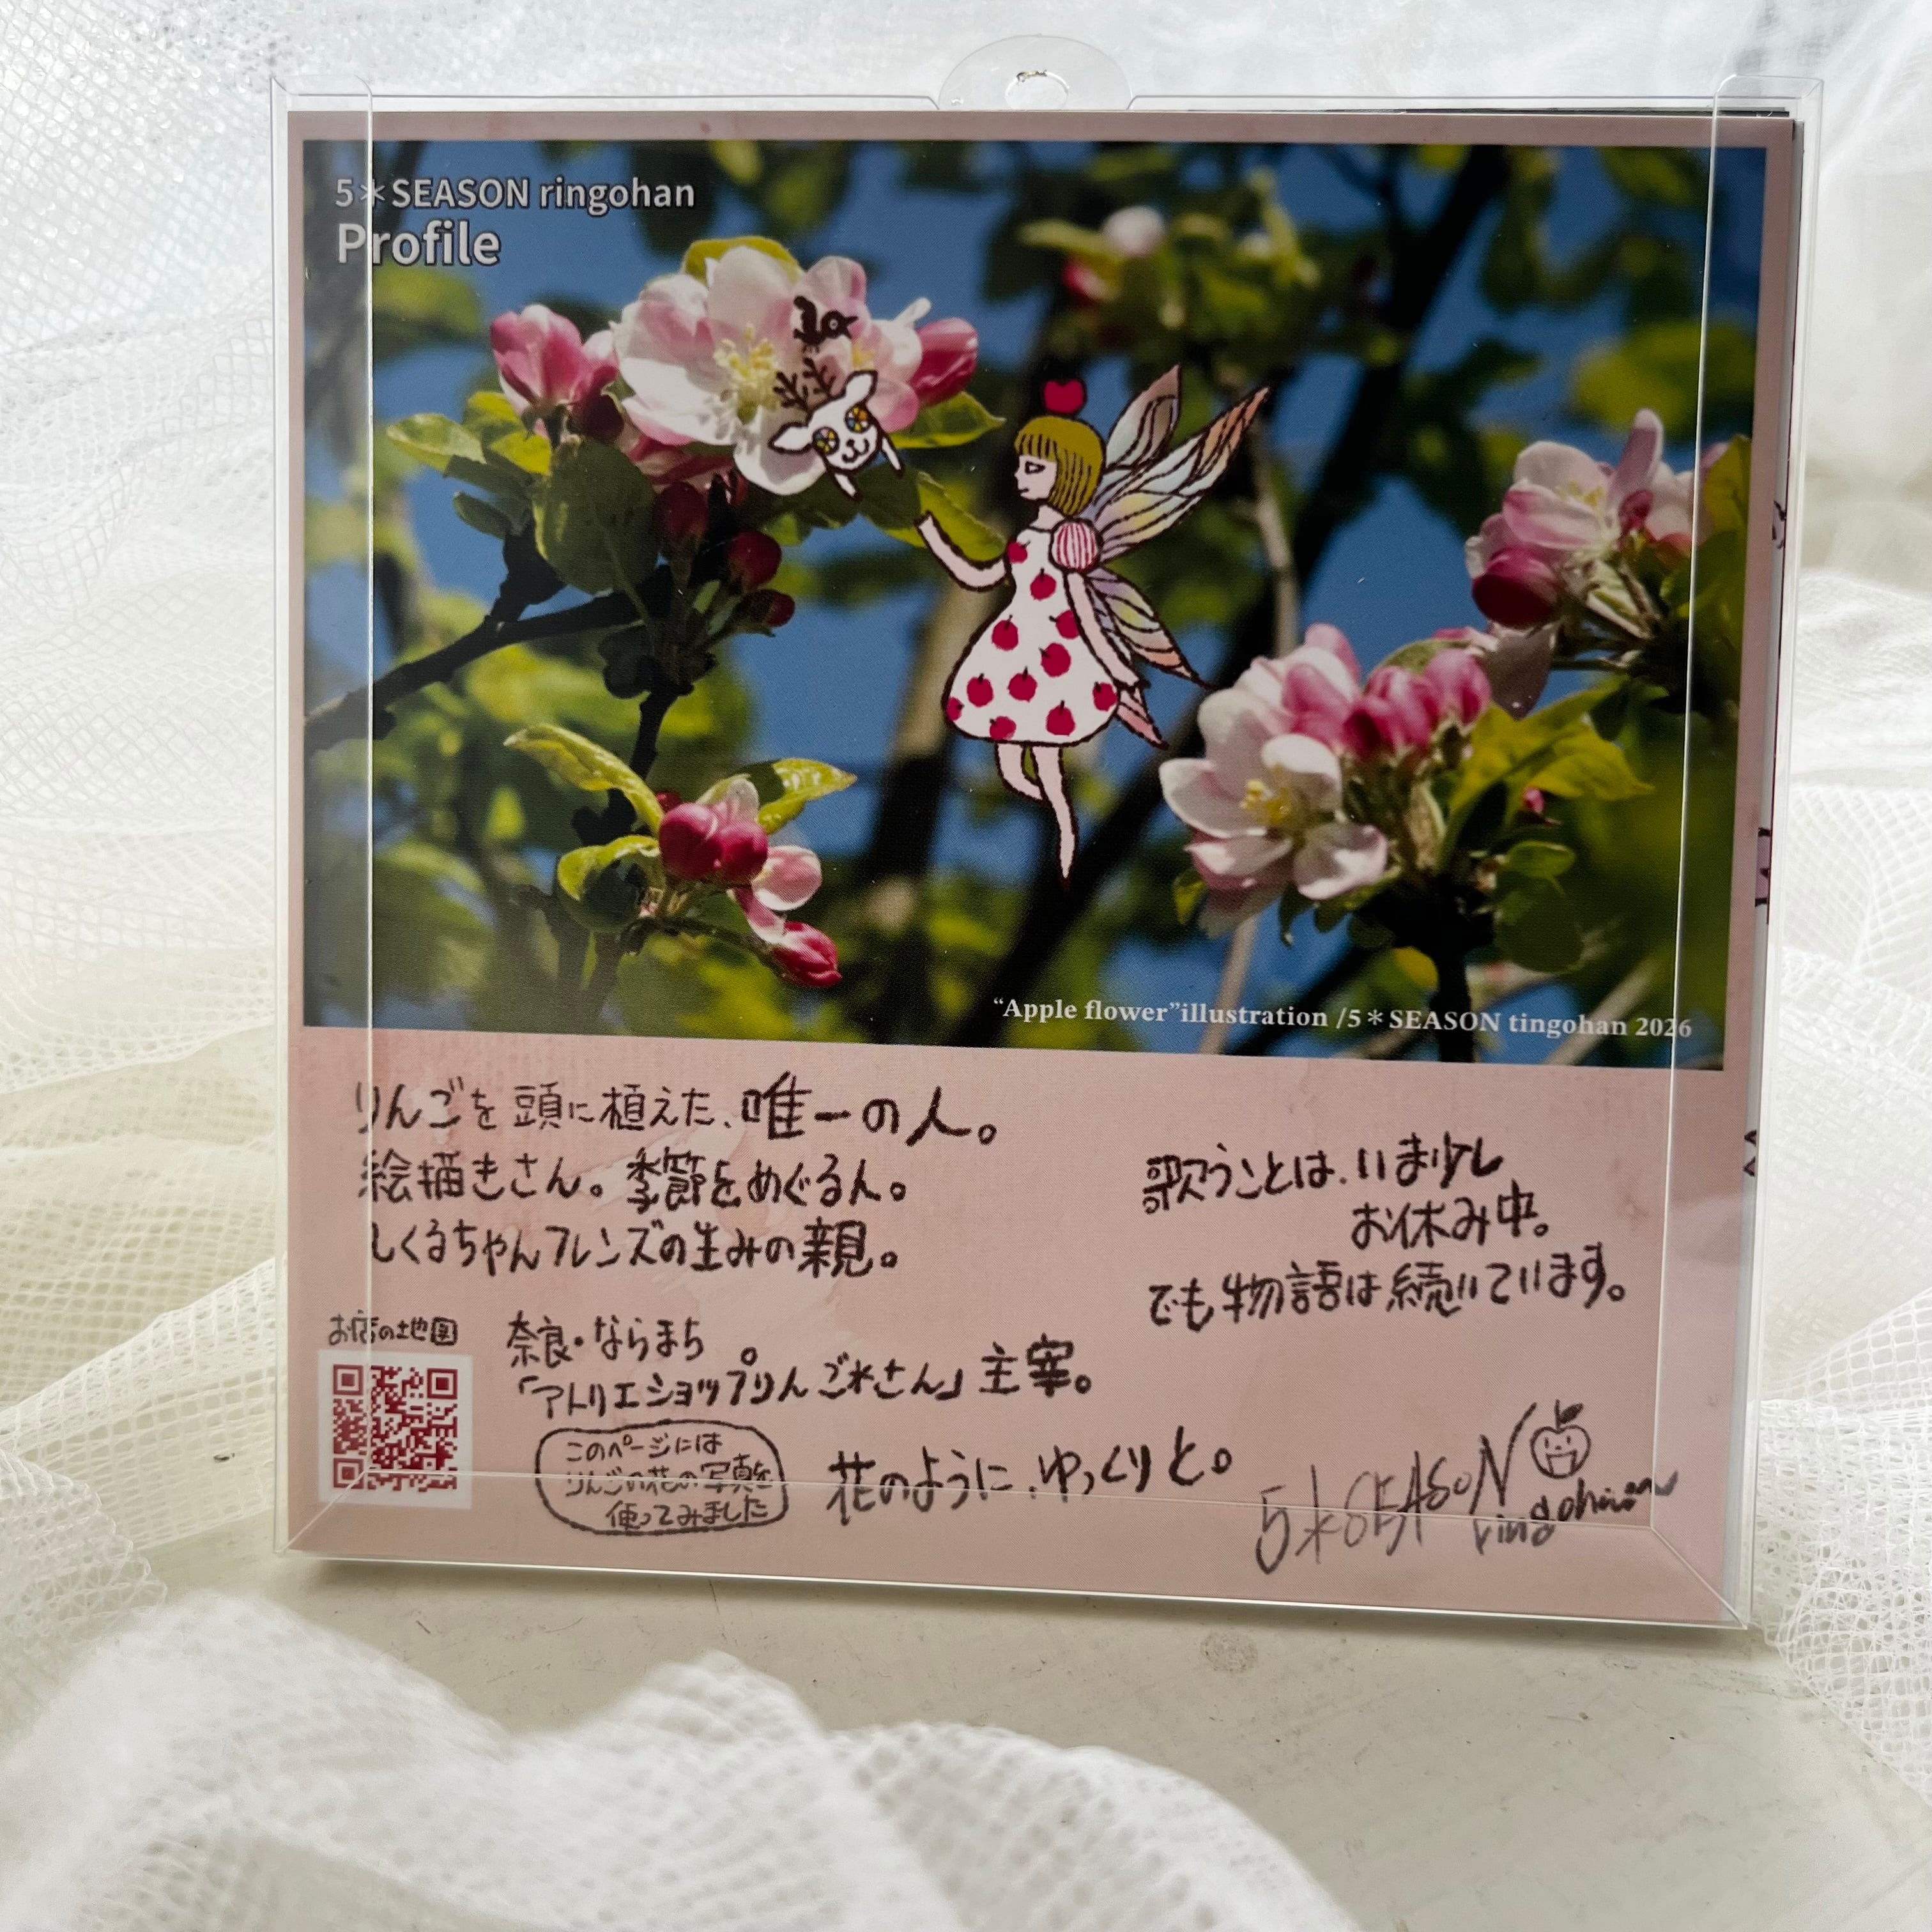 5＊SEASON ringohan
Profile
“Apple flower”illustration /5＊SEASON tingohan 2026
りんごを頭に植えた、唯一の人。
絵描きさん。季節をめぐる人。
しくるちゃんフレンズの生みの親。
歌うことは、いま少し
お休み中。
でも物語は続いています。
お店の地図
奈良・ならまち
「アトリエショップりんご＊さん」主宰。
このページには
りんごの花の写真を
使ってみました
花のように、ゆっくりと。
5＊SEASON
ringohan